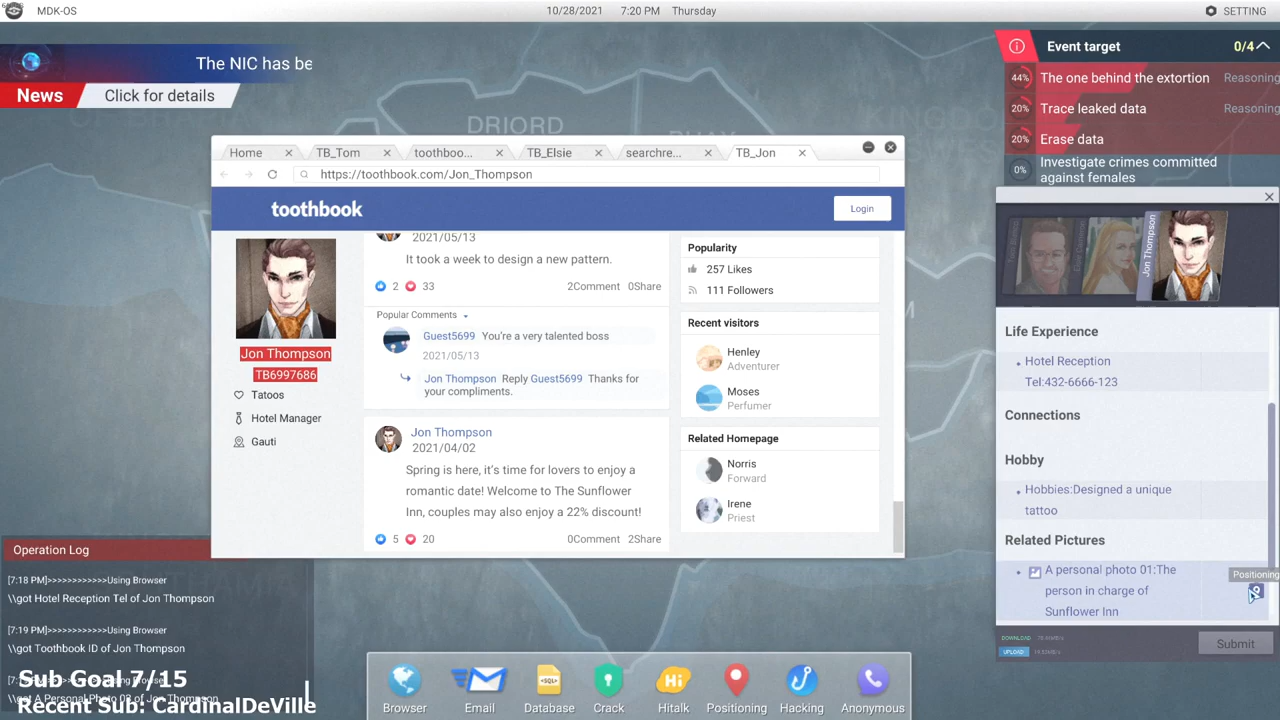 MDK-OS
10/28/2021 7:20 PM Thursday
SETTING
The NIC has be
News
Click for details
Event target
0/4
44% The one behind the extortion Reasoning
20% Trace leaked data Reasoning
20% Erase data
0% Investigate crimes committed
against females
DRIORD
Home
TB_Tom
toothboo...
TB_Elsie
searchre...
TB_Jon
https://toothbook.com/Jon_Thompson
toothbook
Login
Jon Thompson
TB6997686
Tatoos
Hotel Manager
Gauti
2021/05/13
It took a week to design a new pattern.
2 33 2Comment 0Share
Popular Comments
Guest5699 You're a very talented boss
2021/05/13
Jon Thompson Reply Guest5699 Thanks for
your compliments.
Jon Thompson
2021/04/02
Spring is here, it's time for lovers to enjoy a
romantic date! Welcome to The Sunflower
Inn, couples may also enjoy a 22% discount!
5 20 0Comment 2Share
Popularity
257 Likes
111 Followers
Recent visitors
Henley
Adventurer
Moses
Perfumer
Related Homepage
Norris
Forward
Irene
Priest
Jon Thompson
Life Experience
Hotel Reception
Tel:432-6666-123
Connections
Hobby
Hobbies:Designed a unique
tattoo
Related Pictures
A personal photo 01:The
person in charge of
Sunflower Inn
Positioning
DOWNLOAD
UPLOAD
Submit
Operation Log
[7:18 PM]>>>>>>>>>>>>Using Browser
\\got Hotel Reception Tel of Jon Thompson
[7:19 PM]>>>>>>>>>>>>Using Browser
\\got Toothbook ID of Jon Thompson
Sub Goal 7/15
Recent Sub: CardinalDeVille
Browser
Email
Database
Crack
Hitalk
Positioning
Hacking
Anonymous